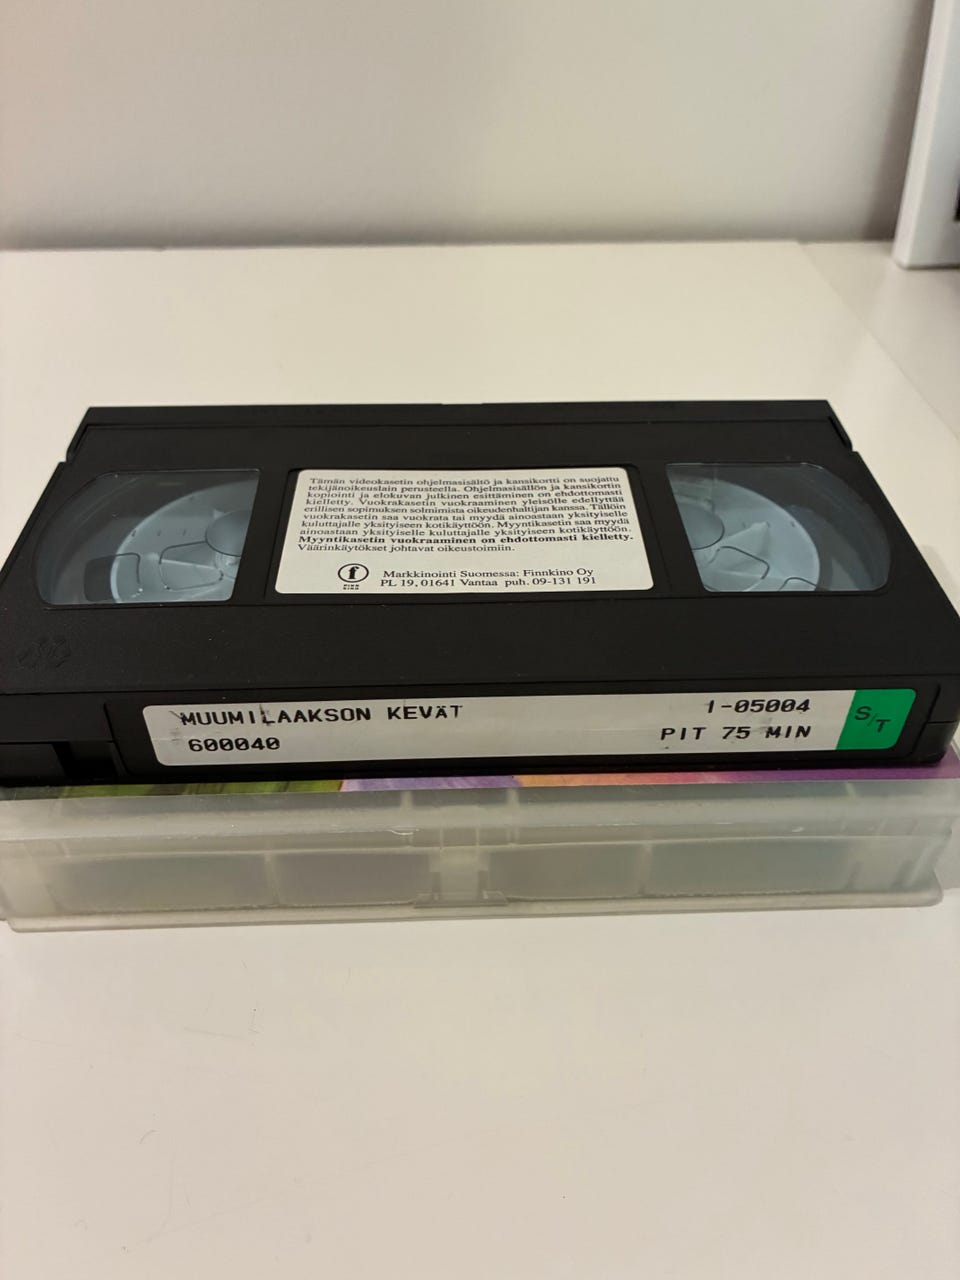 Tämän videokasetin ohjelmasisältö ja kansikortti on suojattu
tekijänoikeuslain perusteella. Ohjelmasisällön ja kansikortin
kopiointi ja elokuvan julkinen esittäminen on ehdottomasti
kielletty. Vuokrakasetin vuokraaminen yleisölle edellyttää
erillisen sopimuksen solmimista oikeudenhaltijan kanssa. Tällöin
vuokrakasetin saa vuokrata tai myydä ainoastaan yksityiselle
kuluttajalle yksityiseen kotikäyttöön. Myyntikasetin saa myydä
ainoastaan yksityiselle kuluttajalle yksityiseen kotikäyttöön.
Myyntikasetin vuokraaminen on ehdottomasti kielletty.
Väärinkäytökset johtavat oikeustoimiin.
f
FINN
KINO
Markkinointi Suomessa: Finnkino Oy
PL 19, 01641 Vantaa puh. 09-131 191
MUUMILAAKSON KEVÄT 1-05004
600040 PIT 75 MIN
S/T